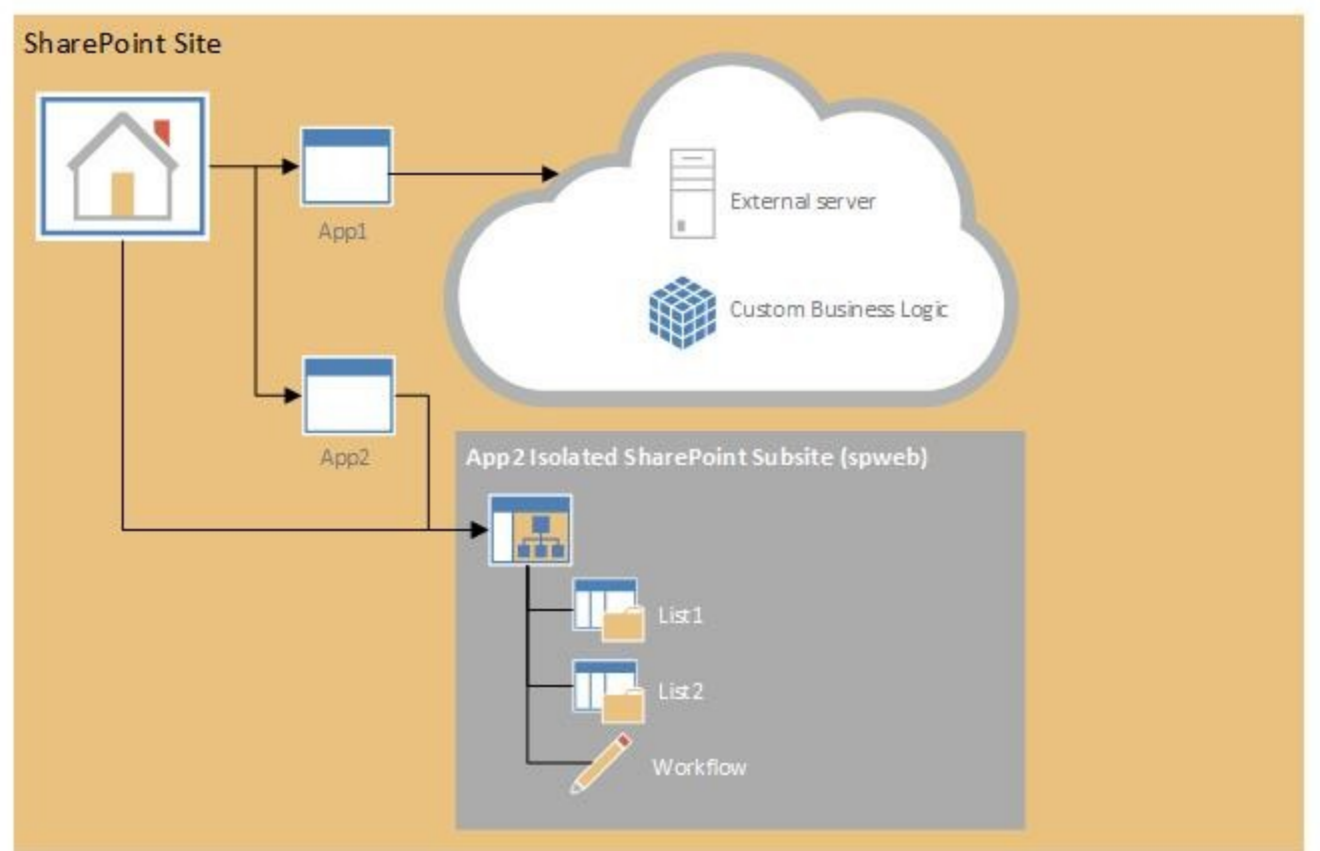 SharePoint Site
App1
External server
Custom Business Logic
App2
App2 Isolated SharePoint Subsite (spweb)
List1
List2
Workflow